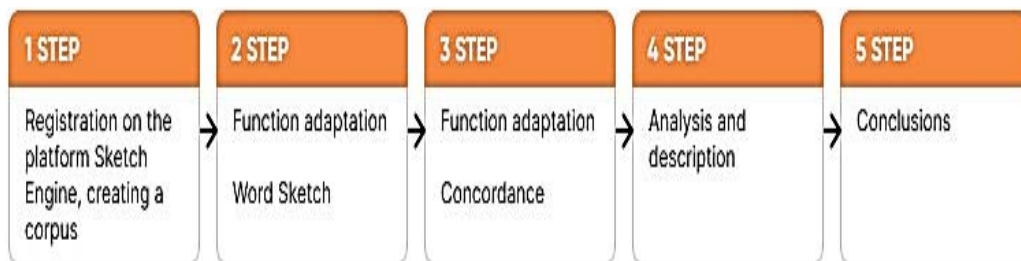 1 STEP
Registration on the
platform Sketch
Engine, creating a
corpus
2 STEP
Function adaptation
Word Sketch
3 STEP
Function adaptation
Concordance
4 STEP
Analysis and
description
5 STEP
Conclusions